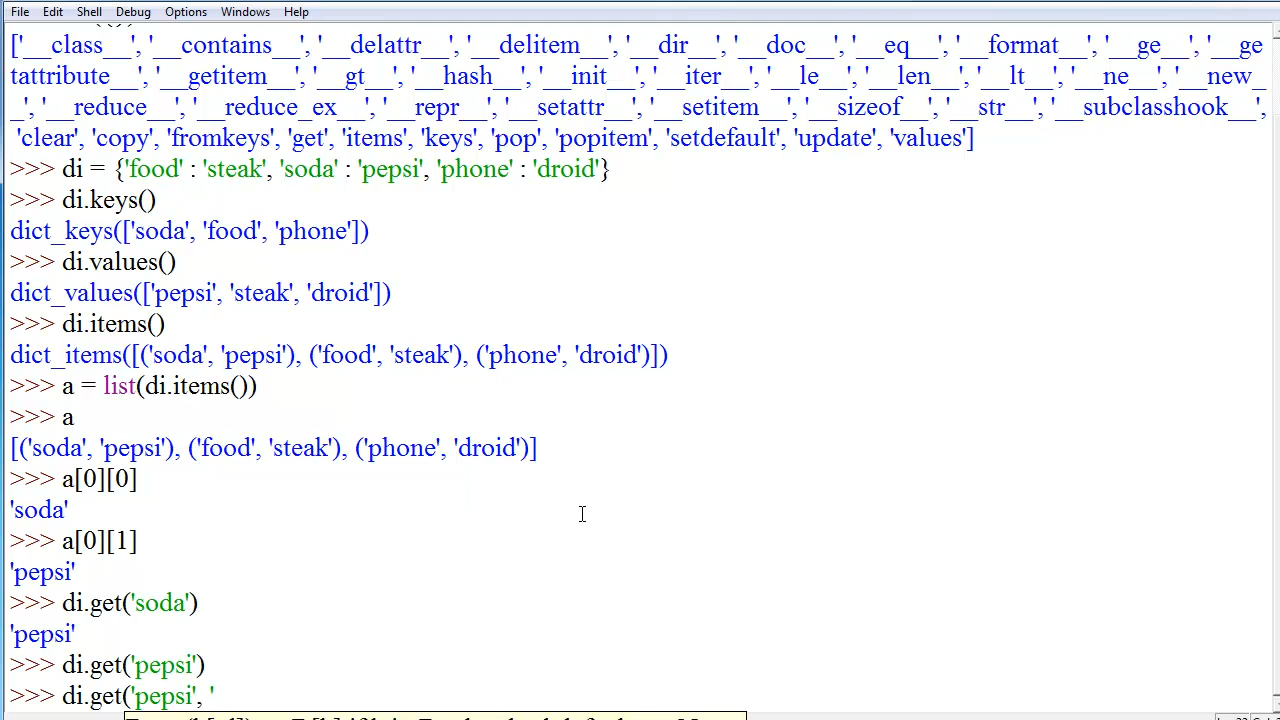 File Edit Shell Debug Options Windows Help
['__class__', '__contains__', '__delattr__', '__delitem__', '__dir__', '__doc__', '__eq__', '__format__', '__ge__', '__ge
tattribute__', '__getitem__', '__gt__', '__hash__', '__init__', '__iter__', '__le__', '__len__', '__lt__', '__ne__', '__new_
_', '__reduce__', '__reduce_ex__', '__repr__', '__setattr__', '__setitem__', '__sizeof__', '__str__', '__subclasshook__',
'clear', 'copy', 'fromkeys', 'get', 'items', 'keys', 'pop', 'popitem', 'setdefault', 'update', 'values']
>>> di = {'food' : 'steak', 'soda' : 'pepsi', 'phone' : 'droid'}
>>> di.keys()
dict_keys(['soda', 'food', 'phone'])
>>> di.values()
dict_values(['pepsi', 'steak', 'droid'])
>>> di.items()
dict_items([('soda', 'pepsi'), ('food', 'steak'), ('phone', 'droid')])
>>> a = list(di.items())
>>> a
[('soda', 'pepsi'), ('food', 'steak'), ('phone', 'droid')]
>>> a[0][0]
'soda'
>>> a[0][1]
'pepsi'
>>> di.get('soda')
'pepsi'
>>> di.get('pepsi')
>>> di.get('pepsi', '